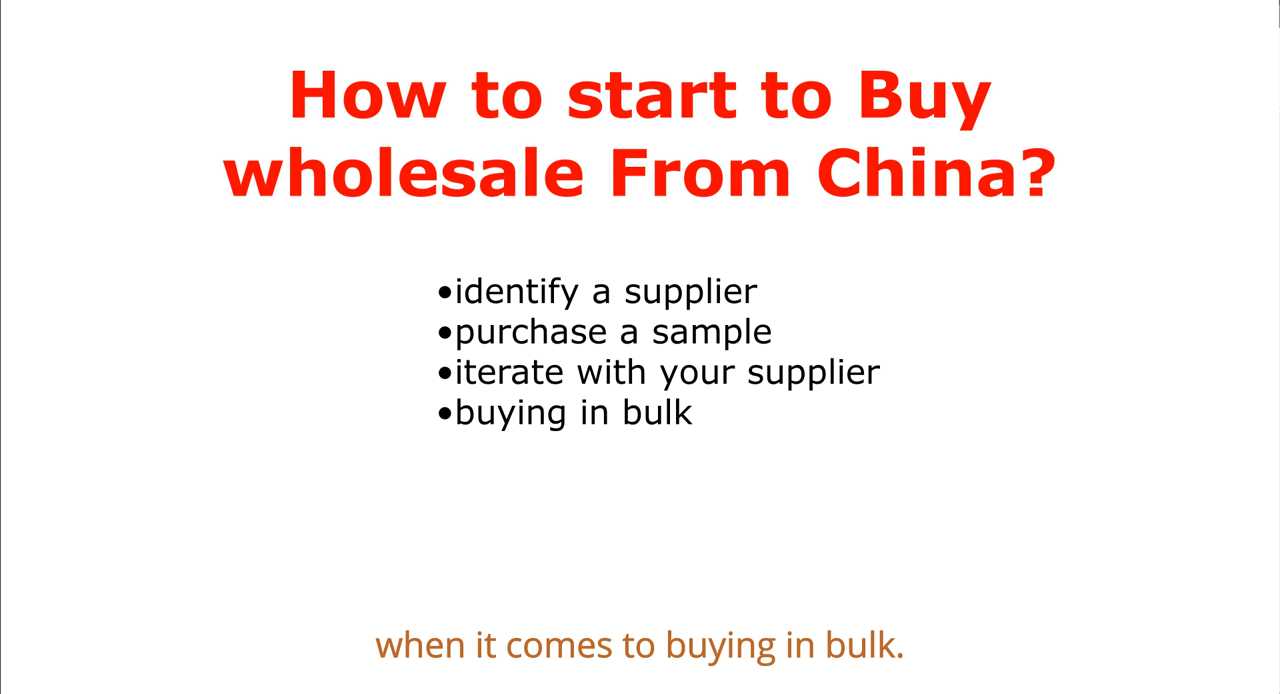 How to start to Buy
wholesale From China?
•identify a supplier
•purchase a sample
•iterate with your supplier
•buying in bulk
when it comes to buying in bulk.